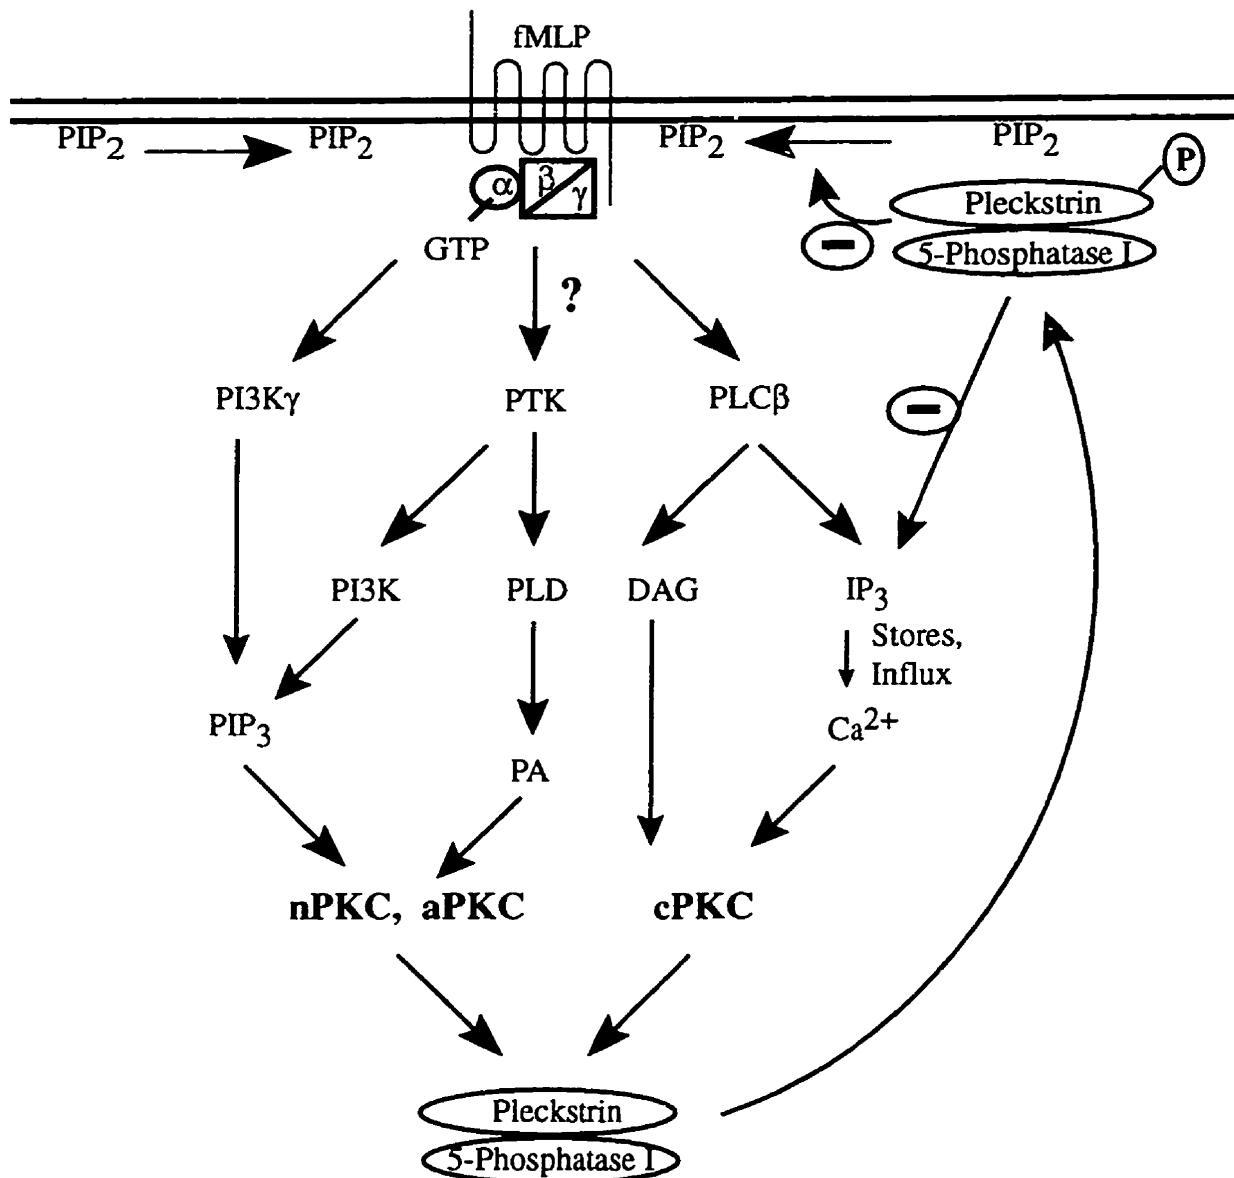 fMLP
PIP2 PIP2 PIP2 PIP2
P
α β γ
Pleckstrin
GTP
5-Phosphatase I
?
PI3Kγ PTK PLCβ
PI3K PLD DAG IP3
Stores,
Influx
PIP3 Ca2+
PA
nPKC, aPKC cPKC
Pleckstrin
5-Phosphatase I